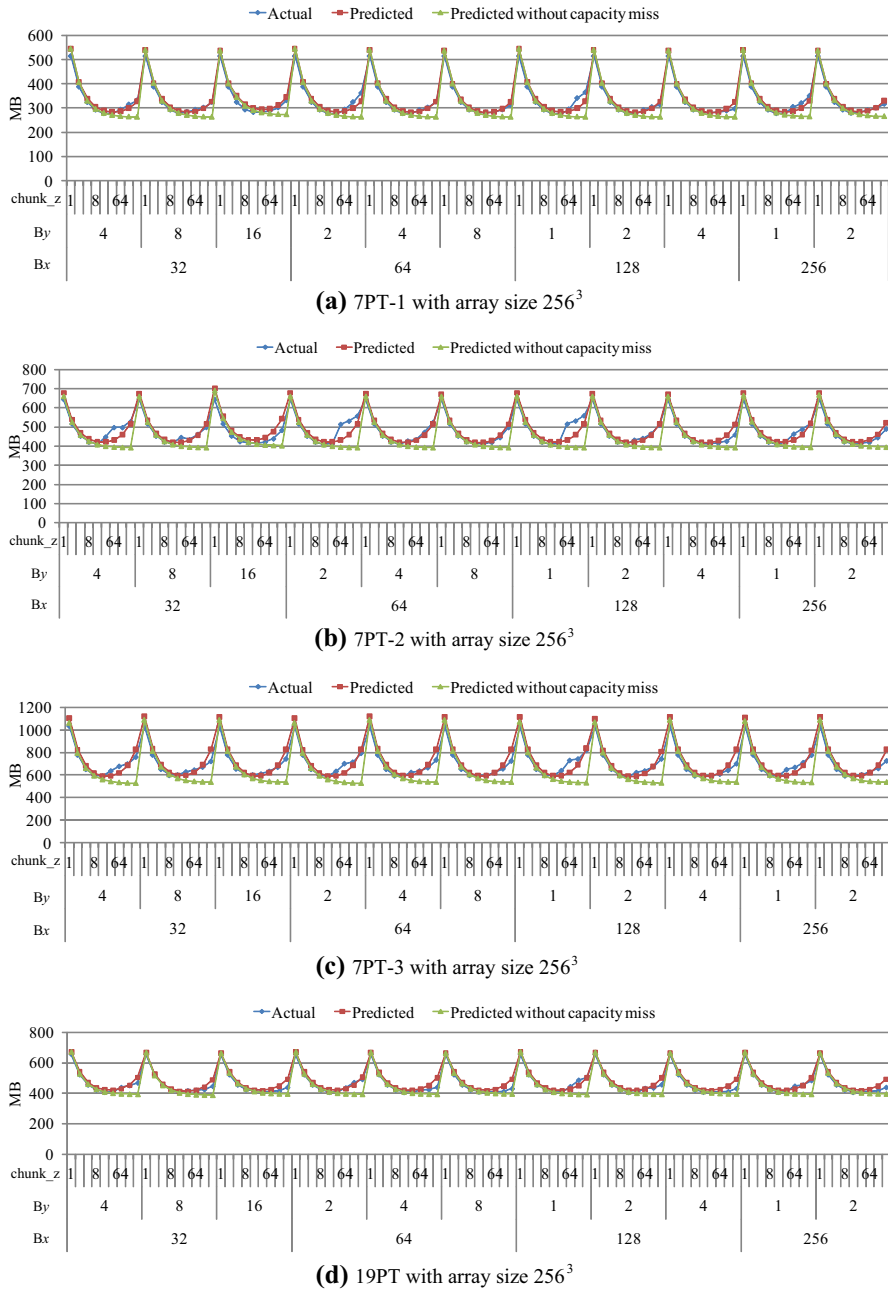 Actual Predicted Predicted without capacity miss
600
500
400
300
200
100
0
MB
chunk_z 1 8 64 1 8 64 1 8 64 1 8 64 1 8 64 1 8 64 1 8 64 1 8 64 1 8 64 1 8 64 1 8 64
By 4 8 16 2 4 8 1 2 4 1 2
Bx 32 64 128 256
(a) 7PT-1 with array size 256³
Actual Predicted Predicted without capacity miss
800
700
600
500
400
300
200
100
0
MB
chunk_z 1 8 64 1 8 64 1 8 64 1 8 64 1 8 64 1 8 64 1 8 64 1 8 64 1 8 64 1 8 64 1 8 64
By 4 8 16 2 4 8 1 2 4 1 2
Bx 32 64 128 256
(b) 7PT-2 with array size 256³
Actual Predicted Predicted without capacity miss
1200
1000
800
600
400
200
0
MB
chunk_z 1 8 64 1 8 64 1 8 64 1 8 64 1 8 64 1 8 64 1 8 64 1 8 64 1 8 64 1 8 64 1 8 64
By 4 8 16 2 4 8 1 2 4 1 2
Bx 32 64 128 256
(c) 7PT-3 with array size 256³
Actual Predicted Predicted without capacity miss
800
600
400
200
0
MB
chunk_z 1 8 64 1 8 64 1 8 64 1 8 64 1 8 64 1 8 64 1 8 64 1 8 64 1 8 64 1 8 64 1 8 64
By 4 8 16 2 4 8 1 2 4 1 2
Bx 32 64 128 256
(d) 19PT with array size 256³